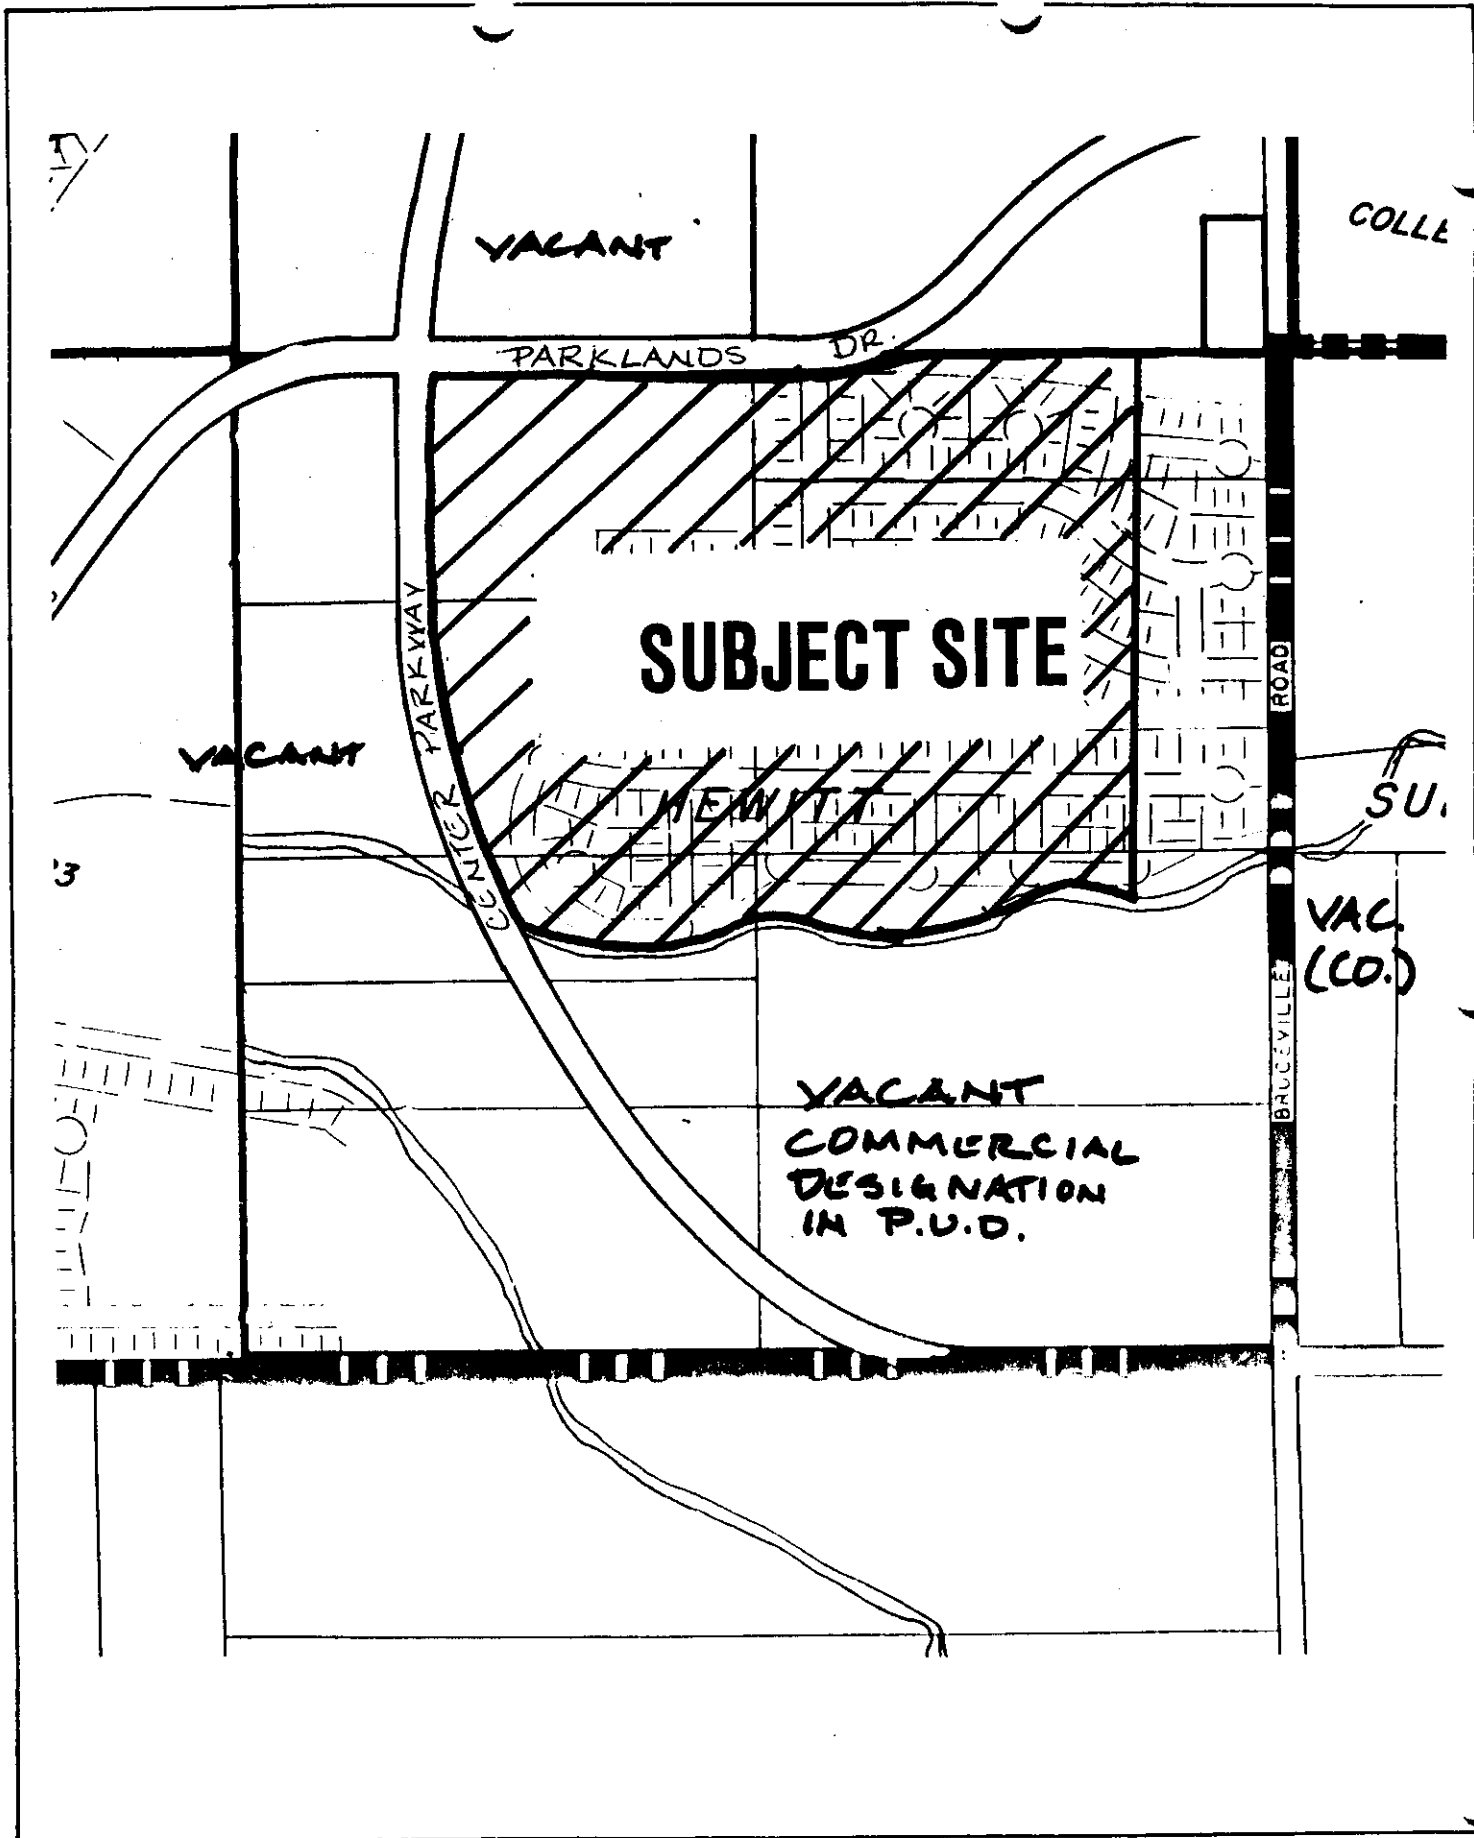 VACANT
COLLE
PARKLANDS DR.
CENTER PARKWAY
SUBJECT SITE
ROAD
VACANT
HEWITT
SU
3
VAC.
(CO.)
BRUCEVILLE
VACANT
COMMERCIAL
DESIGNATION
IN P.U.D.